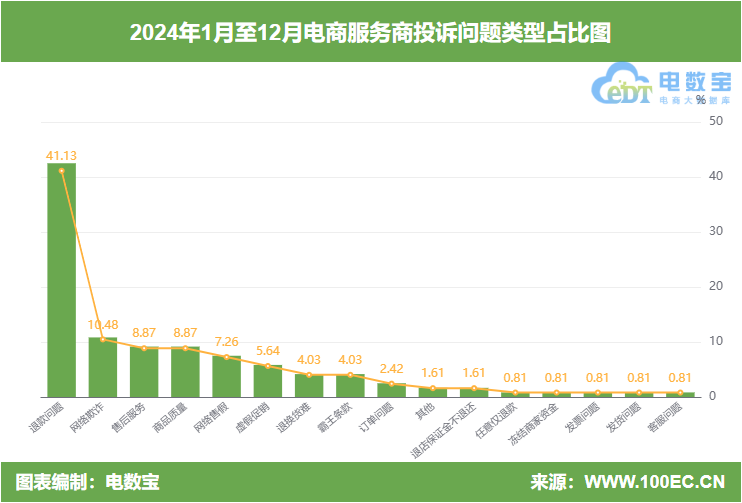 2024年1月至12月电商服务商投诉问题类型占比图
eDT 电数宝
电商大数据库
%
50
40
30
20
10
0
41.13
10.48
8.87
8.87
7.26
5.64
4.03
4.03
2.42
1.61
1.61
0.81
0.81
0.81
0.81
0.81
退款问题
网络欺诈
售后服务
商品质量
网络售假
虚假促销
退换货难
霸王条款
订单问题
其他
退店保证金不退还
任意仅退款
冻结商家资金
发票问题
发货问题
客服问题
图表编制：电数宝
来源：WWW.100EC.CN